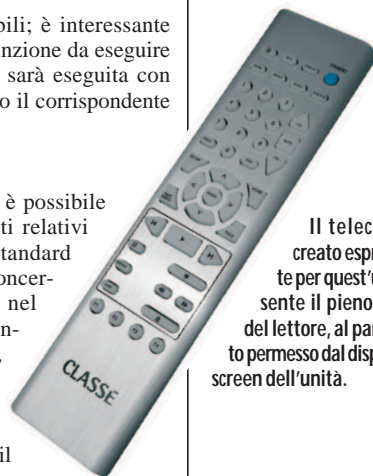 bili; è interessante
nzione da eseguire
sarà eseguita con
o il corrispondente
è possibile
ti relativi
tandard
oncer-
nel
n-
il
CLASSÉ
Il telec
creato espr
te per quest'u
sente il pieno
del lettore, al par
to permesso dal disp
screen dell'unità.